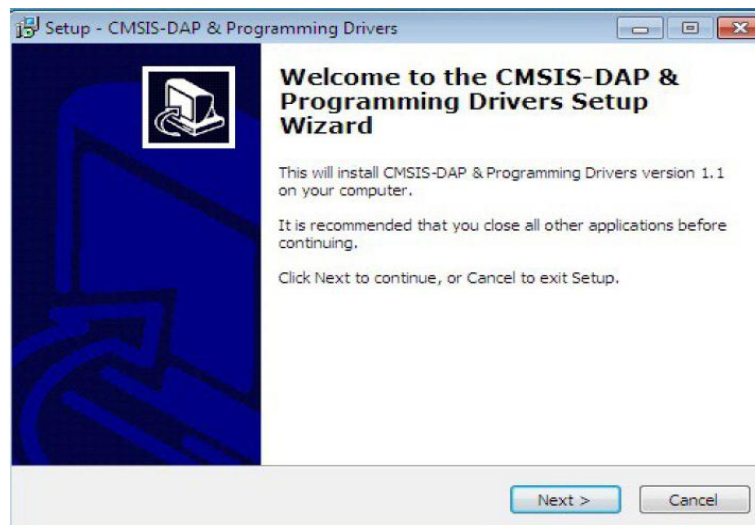 Setup - CMSIS-DAP & Programming Drivers
Welcome to the CMSIS-DAP &
Programming Drivers Setup
Wizard
This will install CMSIS-DAP & Programming Drivers version 1.1
on your computer.
It is recommended that you close all other applications before
continuing.
Click Next to continue, or Cancel to exit Setup.
Next >
Cancel